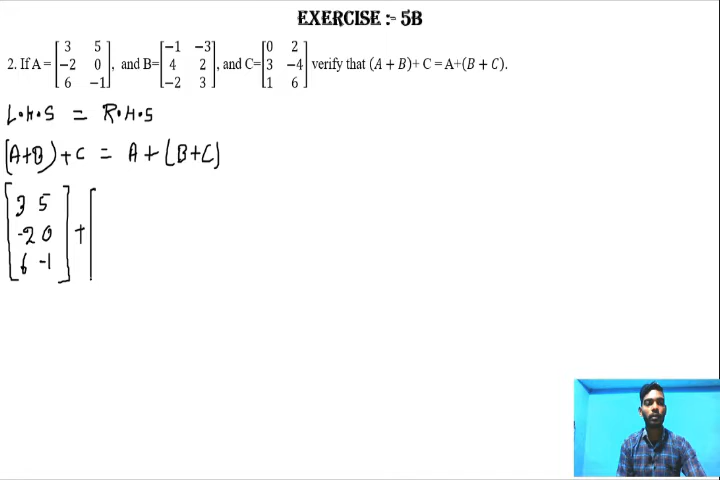 EXERCISE :- 5B
2. If A = [3 5 -2 0 6 -1], and B= [-1 -3 4 2 -2 3], and C= [0 2 3 -4 1 6] verify that (A + B)+ C = A+(B + C).
L.H.S = R.H.S
(A+B)+C = A+(B+C)
[3 5
-2 0
6 -1] + [